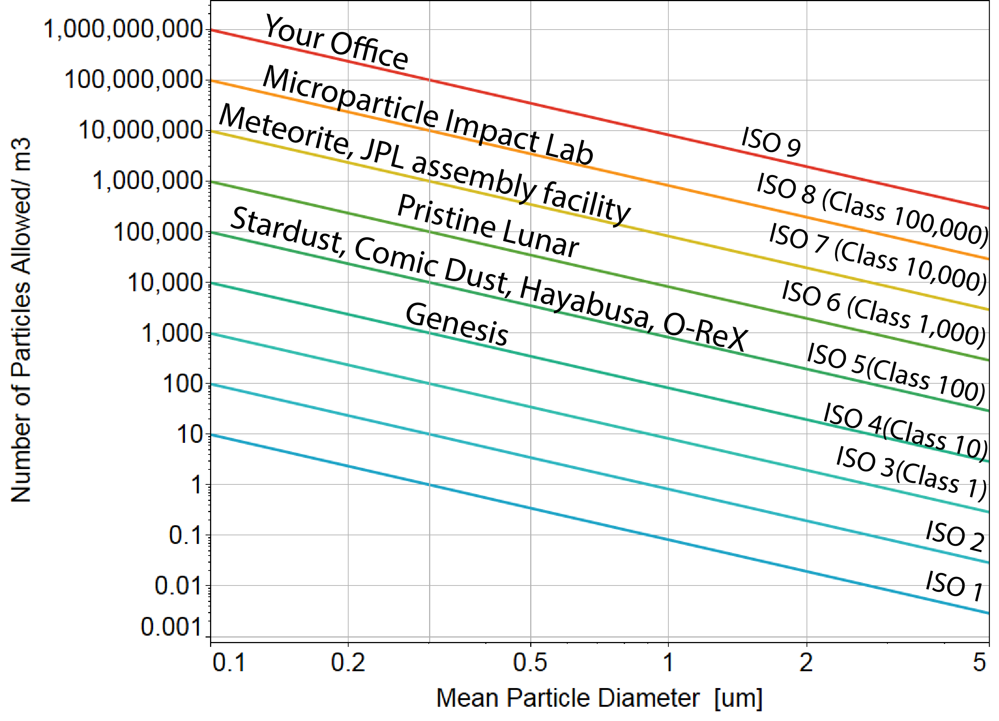 1,000,000,000
100,000,000
10,000,000
1,000,000
100,000
10,000
1,000
100
10
1
0.1
0.01
0.001
Number of Particles Allowed/ m3
Your Office
Microparticle Impact Lab
Meteorite, JPL assembly facility
Pristine Lunar
Stardust, Comic Dust, Hayabusa, O-ReX
Genesis
ISO 9
ISO 8 (Class 100,000)
ISO 7 (Class 10,000)
ISO 6 (Class 1,000)
ISO 5(Class 100)
ISO 4(Class 10)
ISO 3(Class 1)
ISO 2
ISO 1
0.1 0.2 0.5 1 2 5
Mean Particle Diameter [um]